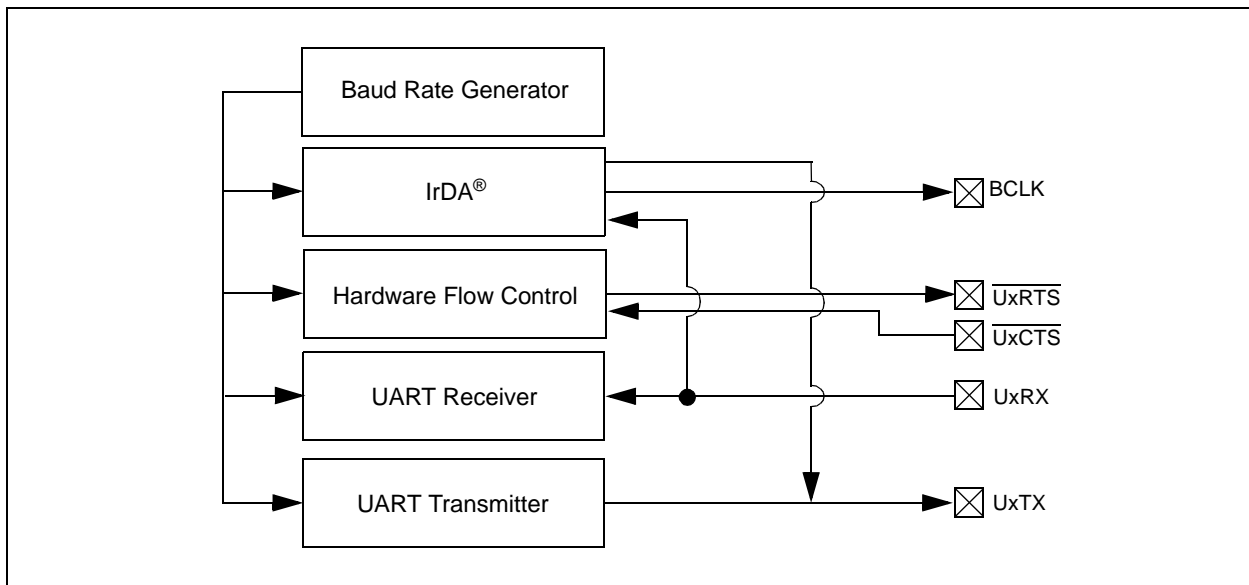 Baud Rate Generator
IrDA®
BCLK
Hardware Flow Control
UxRTS
UxCTS
UART Receiver
UxRX
UART Transmitter
UxTX